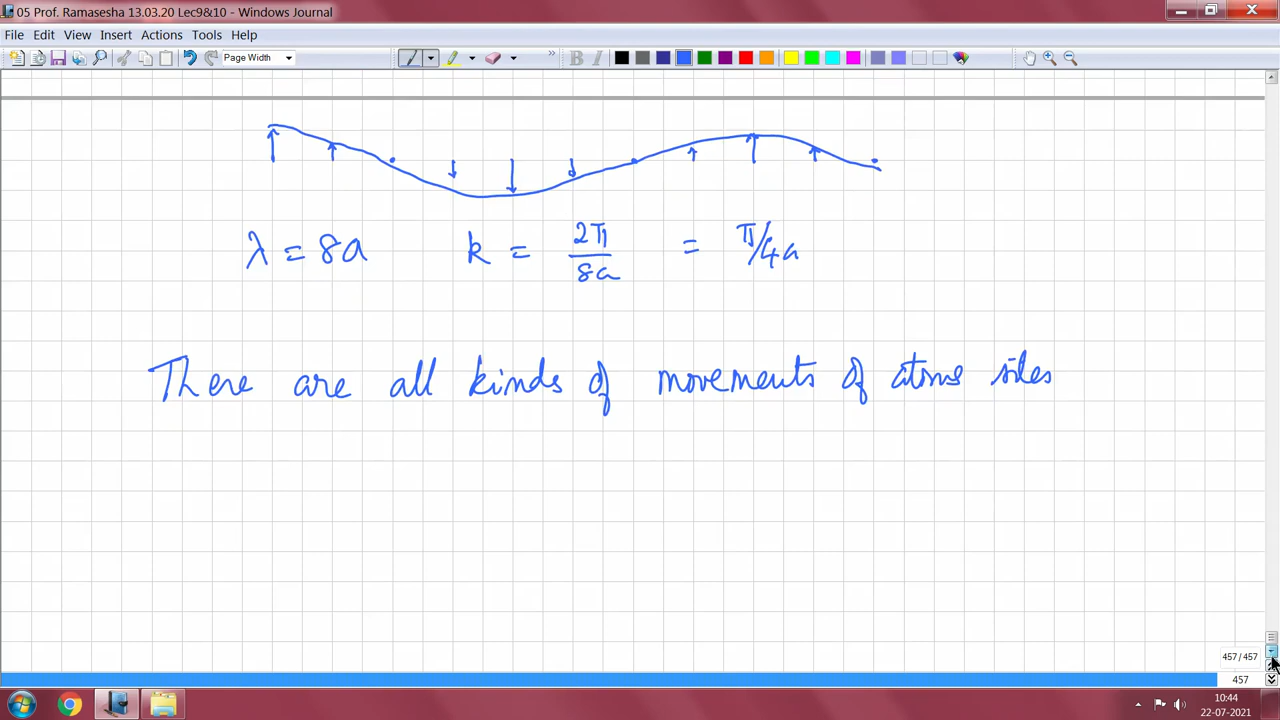 05 Prof. Ramasesha 13.03.20 Lec9&10 - Windows Journal
File Edit View Insert Actions Tools Help
Page Width
B I
λ = 8a k = 2π/8a = π/4a
There are all kinds of movements of atoms sites
457 / 457
457
10:44
22-07-2021